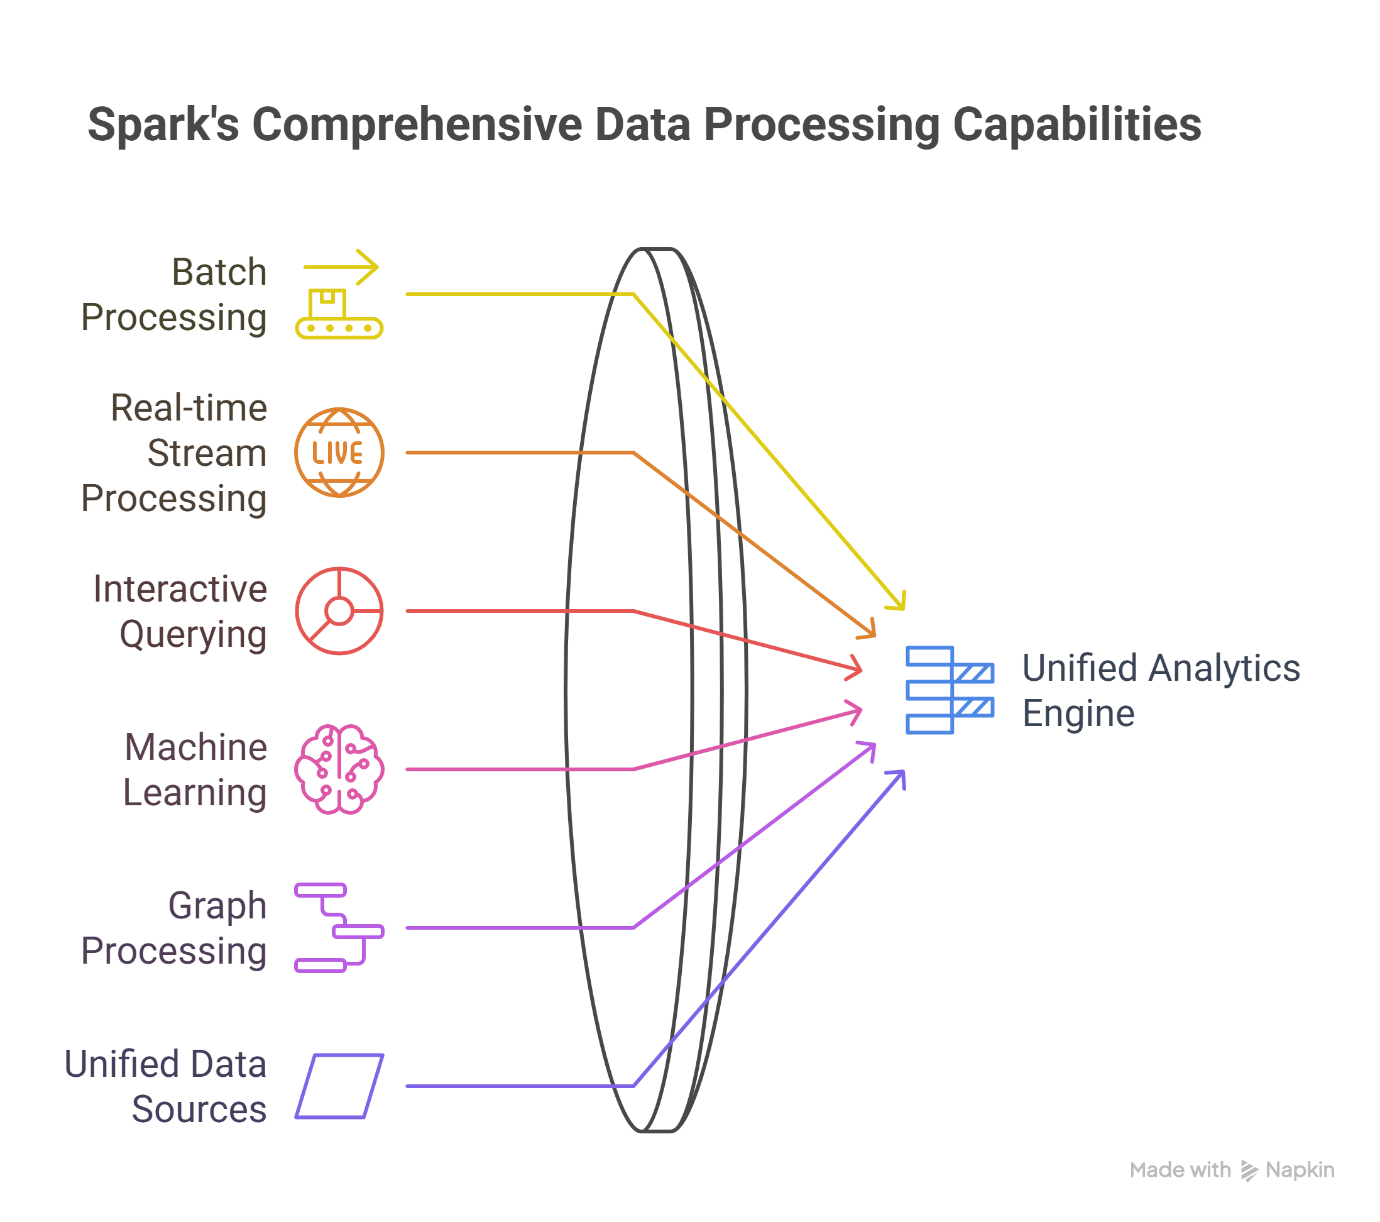 Spark's Comprehensive Data Processing Capabilities
Batch
Processing
Real-time
Stream
Processing
LIVE
Interactive
Querying
Machine
Learning
Graph
Processing
Unified Data
Sources
Unified Analytics
Engine
Made with Napkin